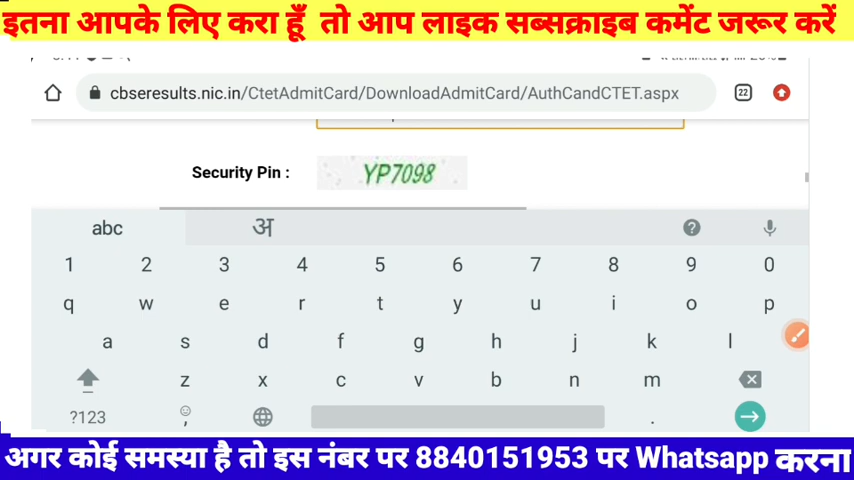 इतना आपके लिए करा हूँ तो आप लाइक सब्सक्राइब कमेंट जरूर करें
cbseresults.nic.in/CtetAdmitCard/DownloadAdmitCard/AuthCandCTET.aspx
22
Security Pin :
YP7098
abc
अ
1 2 3 4 5 6 7 8 9 0
q w e r t y u i o p
a s d f g h j k l
z x c v b n m
?123 , .
अगर कोई समस्या है तो इस नंबर पर 8840151953 पर Whatsapp करना